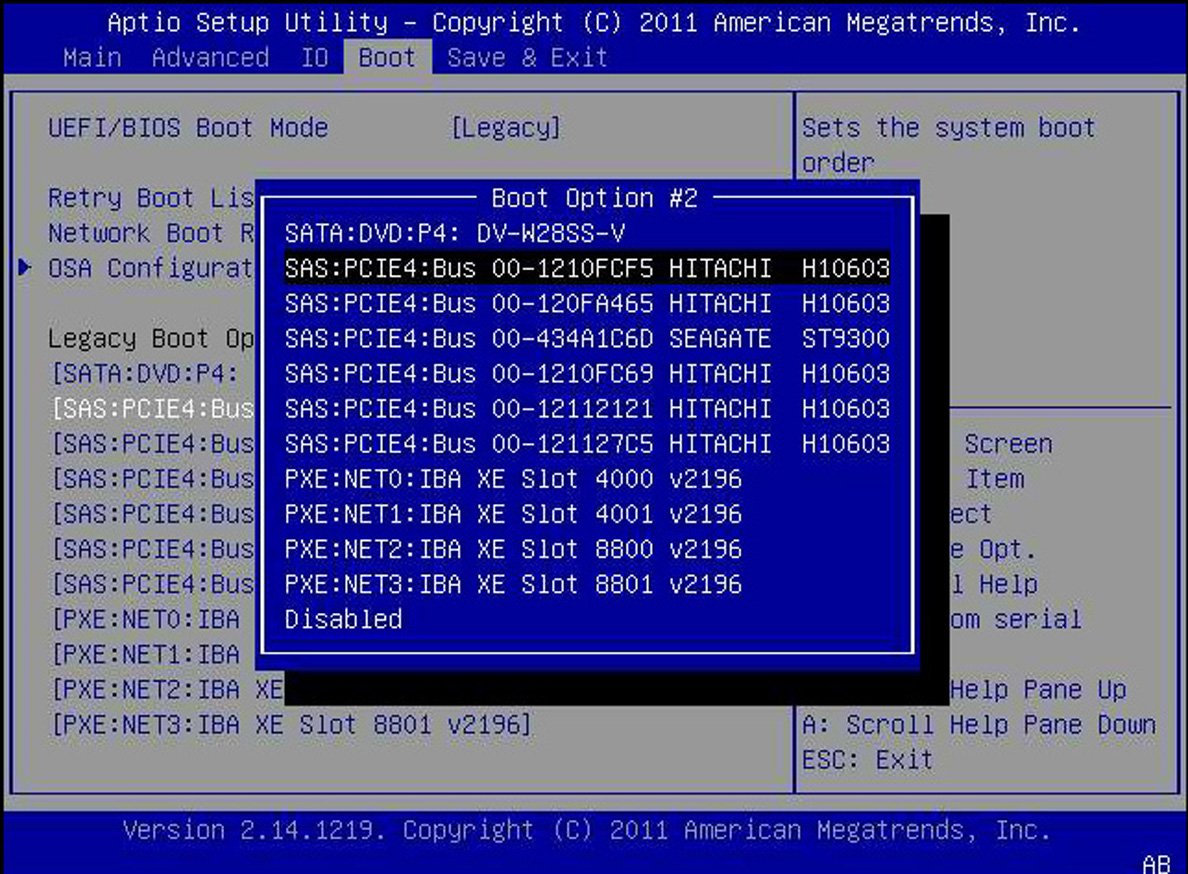 Aptio Setup Utility – Copyright (C) 2011 American Megatrends, Inc.
Main Advanced IO Boot Save & Exit
UEFI/BIOS Boot Mode [Legacy]
Sets the system boot
order
Retry Boot Lis
Network Boot R
OSA Configurat
Legacy Boot Op
[SATA:DVD:P4:
[SAS:PCIE4:Bus
[SAS:PCIE4:Bus
[SAS:PCIE4:Bus
[SAS:PCIE4:Bus
[SAS:PCIE4:Bus
[SAS:PCIE4:Bus
[PXE:NET0:IBA
[PXE:NET1:IBA
[PXE:NET2:IBA XE
[PXE:NET3:IBA XE Slot 8801 v2196]
Boot Option #2
SATA:DVD:P4: DV-W28SS-V
SAS:PCIE4:Bus 00-1210FCF5 HITACHI H10603
SAS:PCIE4:Bus 00-120FA465 HITACHI H10603
SAS:PCIE4:Bus 00-434A1C6D SEAGATE ST9300
SAS:PCIE4:Bus 00-1210FC69 HITACHI H10603
SAS:PCIE4:Bus 00-12112121 HITACHI H10603
SAS:PCIE4:Bus 00-121127C5 HITACHI H10603
PXE:NET0:IBA XE Slot 4000 v2196
PXE:NET1:IBA XE Slot 4001 v2196
PXE:NET2:IBA XE Slot 8800 v2196
PXE:NET3:IBA XE Slot 8801 v2196
Disabled
Screen
Item
ect
e Opt.
l Help
om serial
Help Pane Up
A: Scroll Help Pane Down
ESC: Exit
Version 2.14.1219. Copyright (C) 2011 American Megatrends, Inc.
AB